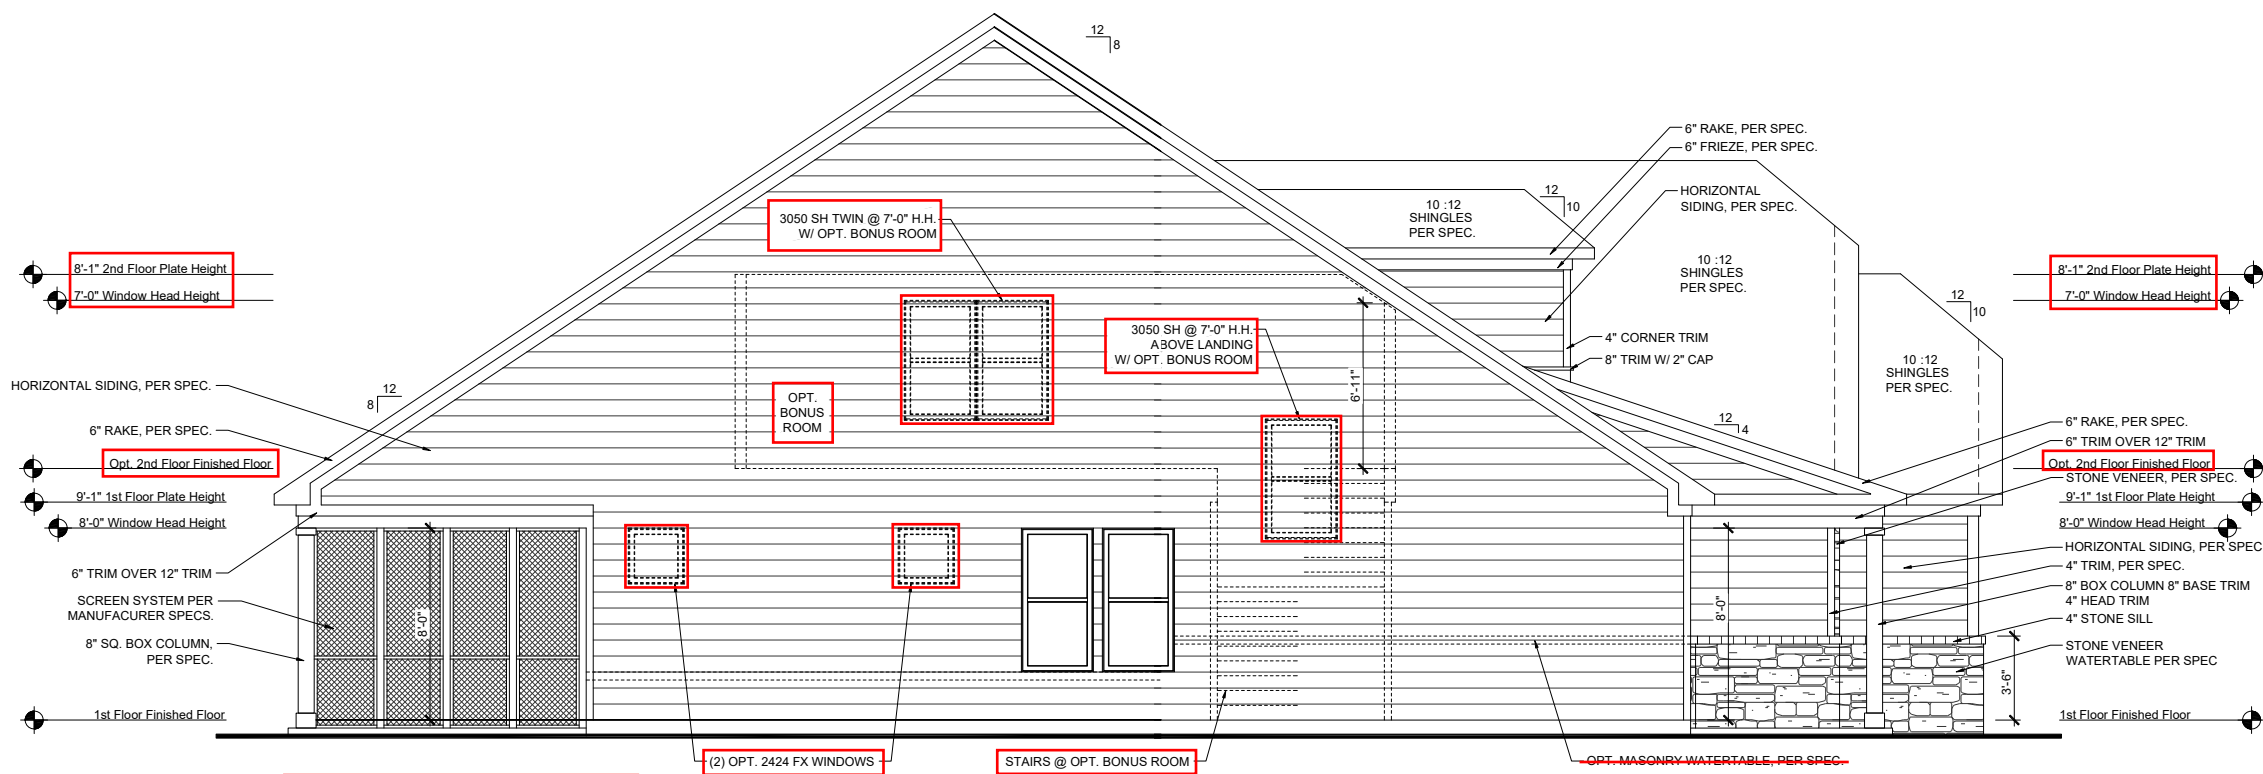 12
8
6" RAKE, PER SPEC.
6" FRIEZE, PER SPEC.
HORIZONTAL
SIDING, PER SPEC.
12
10
10 :12
SHINGLES
PER SPEC.
3050 SH TWIN @ 7'-0" H.H.
W/ OPT. BONUS ROOM
8'-1" 2nd Floor Plate Height
7'-0" Window Head Height
10 :12
SHINGLES
PER SPEC.
8'-1" 2nd Floor Plate Height
7'-0" Window Head Height
12
10
3050 SH @ 7'-0" H.H.
ABOVE LANDING
W/ OPT. BONUS ROOM
4" CORNER TRIM
8" TRIM W/ 2" CAP
10 :12
SHINGLES
PER SPEC.
6'-11"
HORIZONTAL SIDING, PER SPEC.
12
8
OPT.
BONUS
ROOM
12
4
6" RAKE, PER SPEC.
6" RAKE, PER SPEC.
6" TRIM OVER 12" TRIM
Opt. 2nd Floor Finished Floor
Opt. 2nd Floor Finished Floor
STONE VENEER, PER SPEC.
9'-1" 1st Floor Plate Height
9'-1" 1st Floor Plate Height
8'-0" Window Head Height
8'-0" Window Head Height
HORIZONTAL SIDING, PER SPEC
6" TRIM OVER 12" TRIM
4" TRIM, PER SPEC.
8" BOX COLUMN 8" BASE TRIM
4" HEAD TRIM
SCREEN SYSTEM PER
MANUFACURER SPECS.
8'-0"
8'-0"
4" STONE SILL
8" SQ. BOX COLUMN,
PER SPEC.
STONE VENEER
WATERTABLE PER SPEC
3'-6"
1st Floor Finished Floor
1st Floor Finished Floor
(2) OPT. 2424 FX WINDOWS
STAIRS @ OPT. BONUS ROOM
OPT. MASONRY WATERTABLE, PER SPEC.